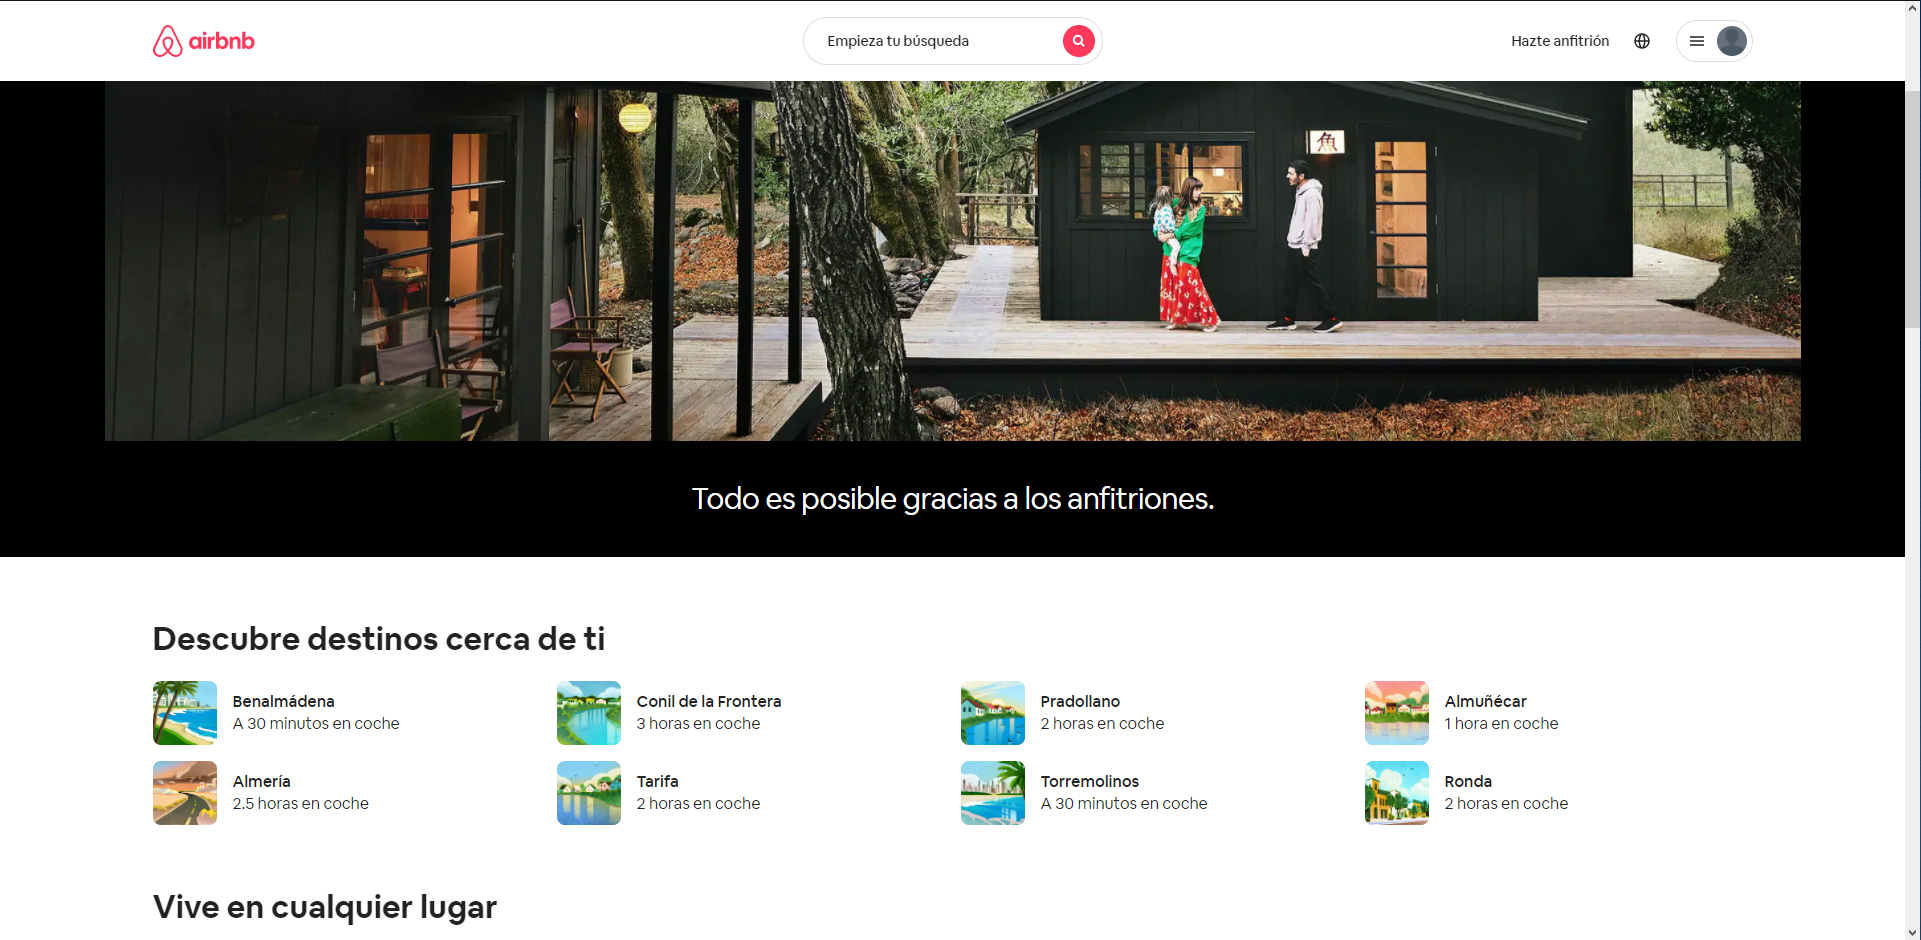 airbnb
Empieza tu búsqueda
Hazte anfitrión
魚
Todo es posible gracias a los anfitriones.
Descubre destinos cerca de ti
Benalmádena
A 30 minutos en coche
Conil de la Frontera
3 horas en coche
Pradollano
2 horas en coche
Almuñécar
1 hora en coche
Almería
2.5 horas en coche
Tarifa
2 horas en coche
Torremolinos
A 30 minutos en coche
Ronda
2 horas en coche
Vive en cualquier lugar